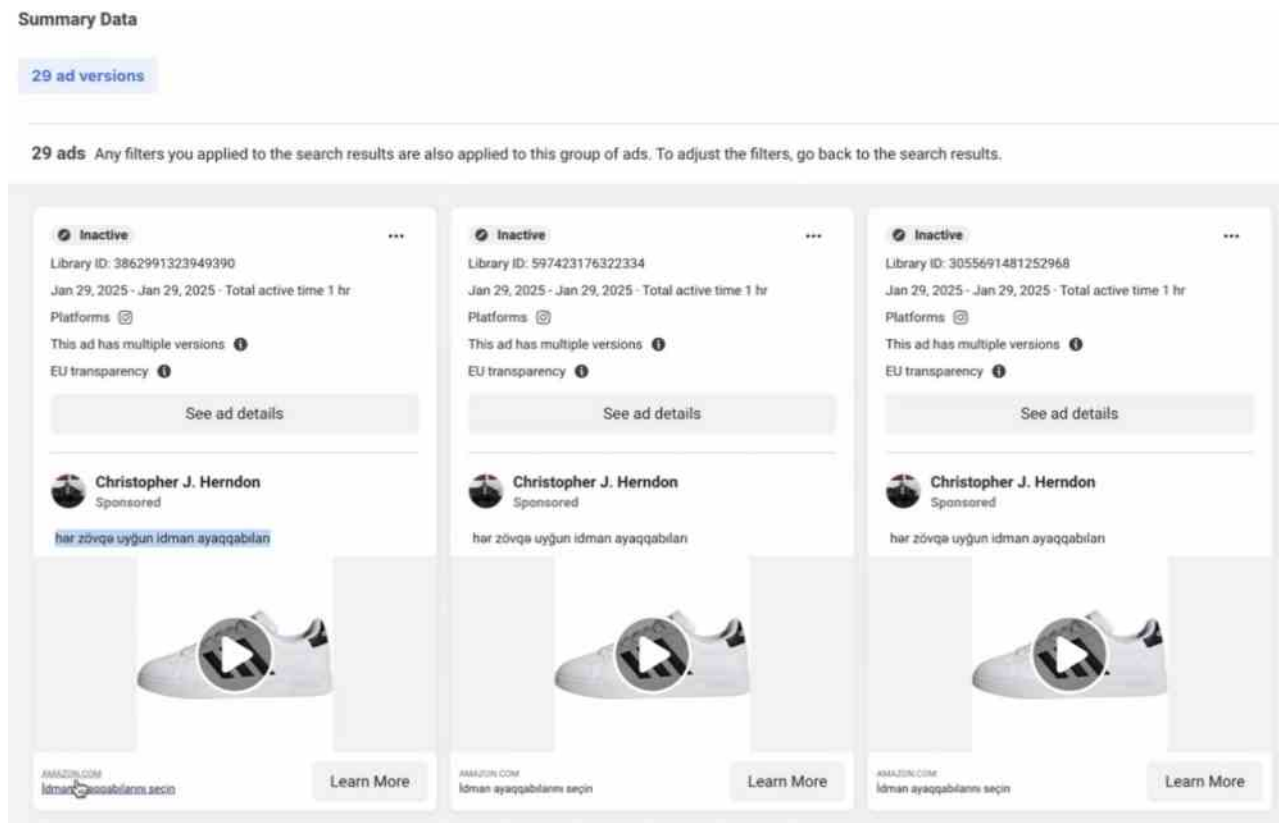 Summary Data
29 ad versions
29 ads Any filters you applied to the search results are also applied to this group of ads. To adjust the filters, go back to the search results.
Inactive
Library ID: 3862991323949390
Jan 29, 2025 - Jan 29, 2025 · Total active time 1 hr
Platforms
This ad has multiple versions
EU transparency
See ad details
Christopher J. Herndon
Sponsored
hər zövqə uyğun idman ayaqqabıları
AMAZON.COM
İdman ayaqqabılarını seçin
Learn More
Inactive
Library ID: 597423176322334
Jan 29, 2025 - Jan 29, 2025 · Total active time 1 hr
Platforms
This ad has multiple versions
EU transparency
See ad details
Christopher J. Herndon
Sponsored
hər zövqə uyğun idman ayaqqabıları
AMAZON.COM
İdman ayaqqabılarını seçin
Learn More
Inactive
Library ID: 3055691481252968
Jan 29, 2025 - Jan 29, 2025 · Total active time 1 hr
Platforms
This ad has multiple versions
EU transparency
See ad details
Christopher J. Herndon
Sponsored
hər zövqə uyğun idman ayaqqabıları
AMAZON.COM
İdman ayaqqabılarını seçin
Learn More